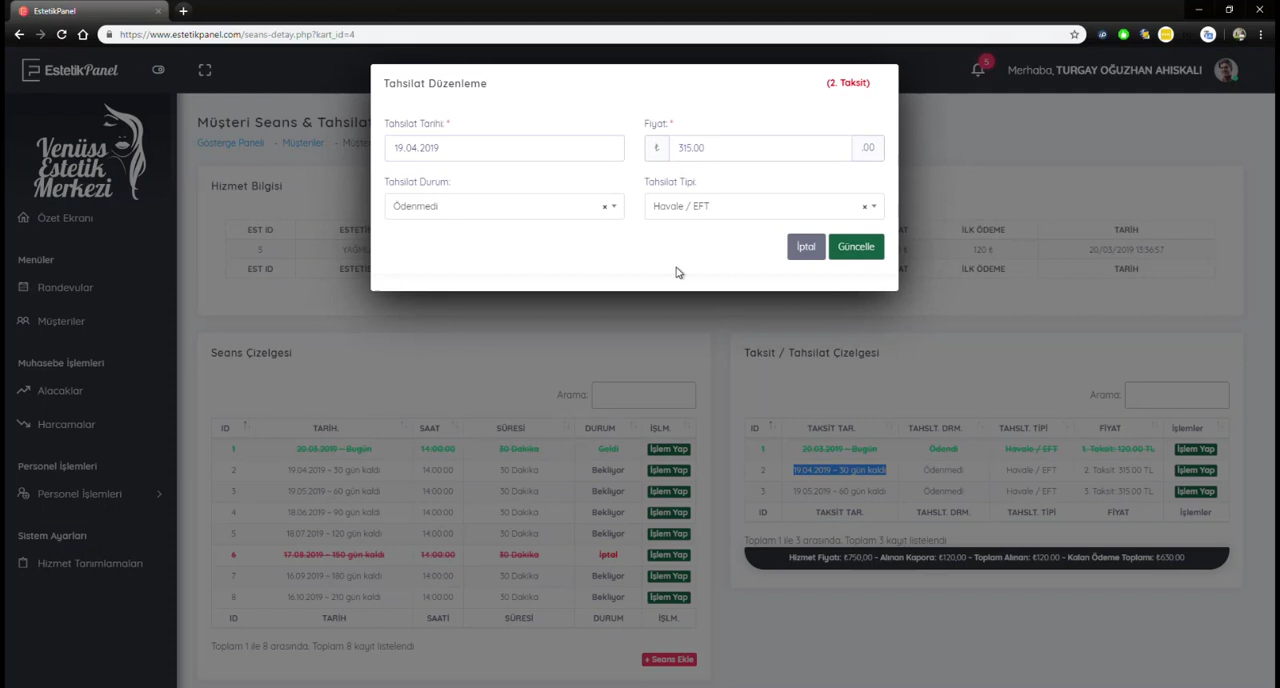 EstetikPanel
https://www.estetikpanel.com/seans-detay.php?kart_id=4
EstetikPanel
5
Merhaba, TURGAY OĞUZHAN AHISKALI
Venüss
Estetik
Merkezi
Özet Ekranı
Menüler
Randevular
Müşteriler
Muhasebe İşlemleri
Alacaklar
Harcamalar
Personel İşlemleri
Personel İşlemleri
Sistem Ayarları
Hizmet Tanımlamaları
Müşteri Seans & Tahsilat
Gösterge Paneli - Müşteriler - Müşt
Hizmet Bilgisi
EST ID ESTETİ İLK ÖDEME TARİH
5 YAĞMU 120 ₺ 20/03/2019 13:36:57
EST ID ESTETİ İLK ÖDEME TARİH
Tahsilat Düzenleme
(2. Taksit)
Tahsilat Tarihi: *
19.04.2019
Fiyat: *
₺ 315.00 .00
Tahsilat Durum:
Ödenmedi
Tahsilat Tipi:
Havale / EFT
İptal
Güncelle
Seans Çizelgesi
Arama:
ID TARİH. SAAT SÜRESİ DURUM İŞLM.
1 20.03.2019 - Bugün 14:00:00 30 Dakika Geldi İşlem Yap
2 19.04.2019 - 30 gün kaldı 14:00:00 30 Dakika Bekliyor İşlem Yap
3 19.05.2019 - 60 gün kaldı 14:00:00 30 Dakika Bekliyor İşlem Yap
4 18.06.2019 - 90 gün kaldı 14:00:00 30 Dakika Bekliyor İşlem Yap
5 18.07.2019 - 120 gün kaldı 14:00:00 30 Dakika Bekliyor İşlem Yap
6 17.08.2019 - 150 gün kaldı 14:00:00 30 Dakika İptal İşlem Yap
7 16.09.2019 - 180 gün kaldı 14:00:00 30 Dakika Bekliyor İşlem Yap
8 16.10.2019 - 210 gün kaldı 14:00:00 30 Dakika Bekliyor İşlem Yap
ID TARİH SAATİ SÜRESİ DURUM İŞLM.
Toplam 1 ile 8 arasında. Toplam 8 kayıt listelendi
+ Seans Ekle
Taksit / Tahsilat Çizelgesi
Arama:
ID TAKSİT TAR. TAHSLT. DRM. TAHSLT. TİPİ FİYAT İşlemler
1 20.03.2019 - Bugün Ödendi Havale / EFT 1. Taksit: 120.00 TL İşlem Yap
2 19.04.2019 - 30 gün kaldı Ödenmedi Havale / EFT 2. Taksit: 315.00 TL İşlem Yap
3 19.05.2019 - 60 gün kaldı Ödenmedi Havale / EFT 3. Taksit: 315.00 TL İşlem Yap
ID TAKSİT TAR. TAHSLT. DRM. TAHSLT. TİPİ FİYAT İşlemler
Toplam 1 ile 3 arasında. Toplam 3 kayıt listelendi
Hizmet Fiyatı: ₺750,00 - Alınan Kapora: ₺120,00 - Toplam Alınan: ₺120.00 - Kalan Ödeme Toplamı: ₺630.00